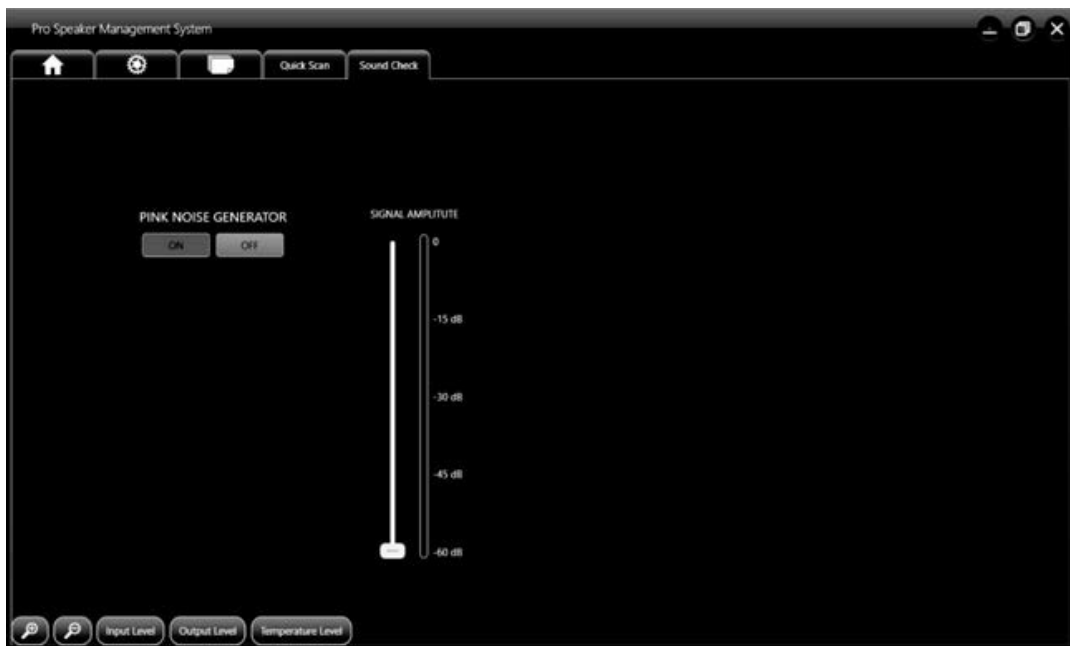 Pro Speaker Management System
Quick Scan Sound Check
PINK NOISE GENERATOR
ON OFF
SIGNAL AMPLITUTE
0
-15 dB
-30 dB
-45 dB
-60 dB
Input Level Output Level Temperature Level